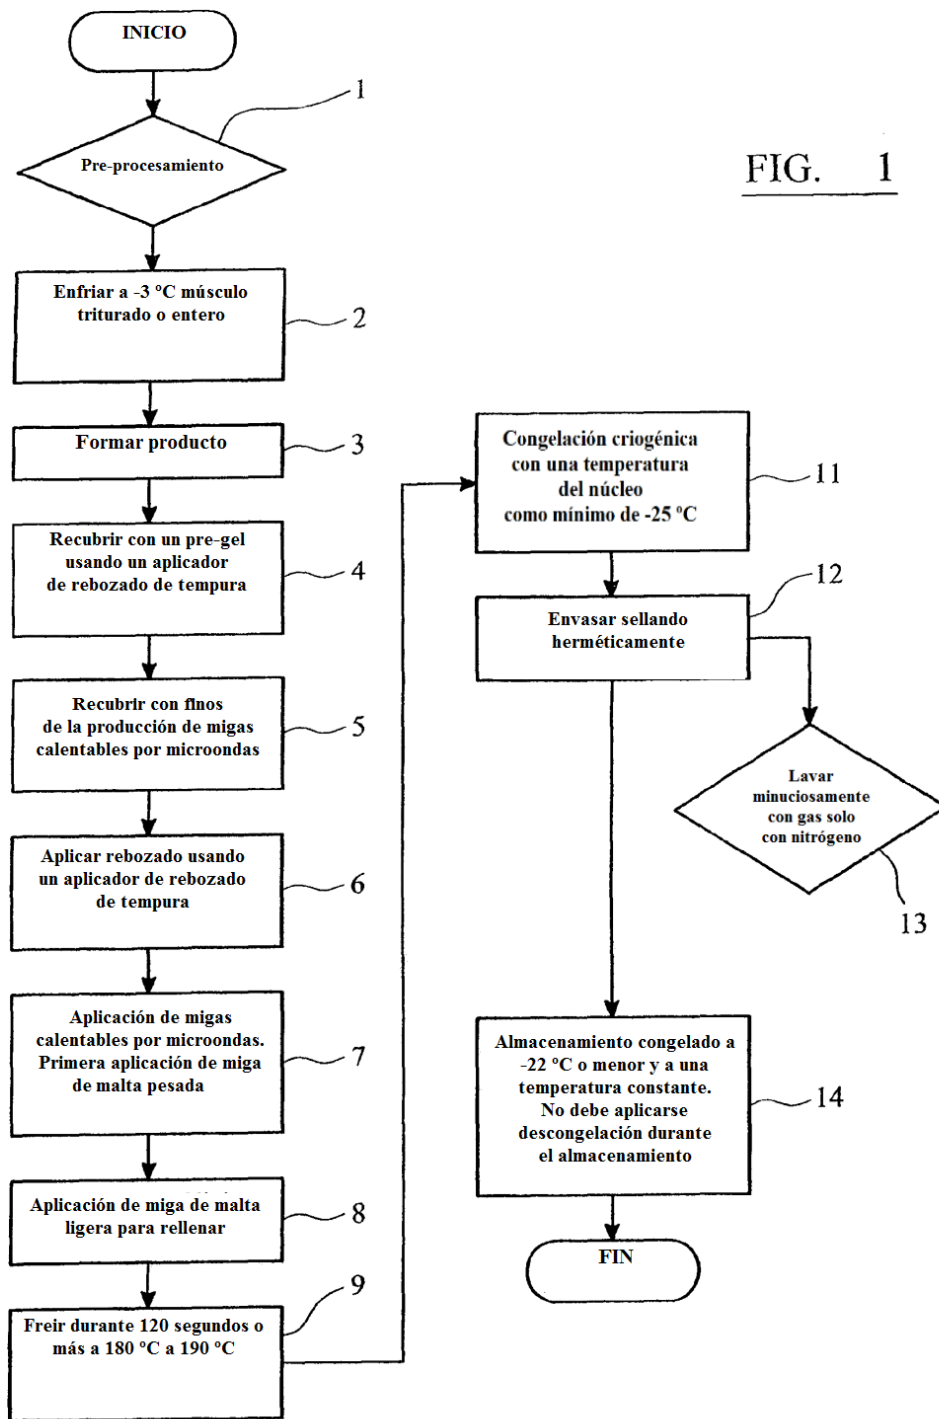 INICIO
1
Pre-procesamiento
FIG. 1
Enfriar a -3 ºC músculo
triturado o entero
2
Formar producto
3
Recubrir con un pre-gel
usando un aplicador
de rebozado de tempura
4
Recubrir con finos
de la producción de migas
calentables por microondas
5
Aplicar rebozado usando
un aplicador de rebozado
de tempura
6
Aplicación de migas
calentables por microondas.
Primera aplicación de miga
de malta pesada
7
Aplicación de miga de malta
ligera para rellenar
8
Freir durante 120 segundos o
más a 180 ºC a 190 ºC
9
Congelación criogénica
con una temperatura
del núcleo
como mínimo de -25 ºC
11
Envasar sellando
herméticamente
12
Lavar
minuciosamente
con gas solo
con nitrógeno
13
Almacenamiento congelado a
-22 ºC o menor y a una
temperatura constante.
No debe aplicarse
descongelación durante
el almacenamiento
14
FIN